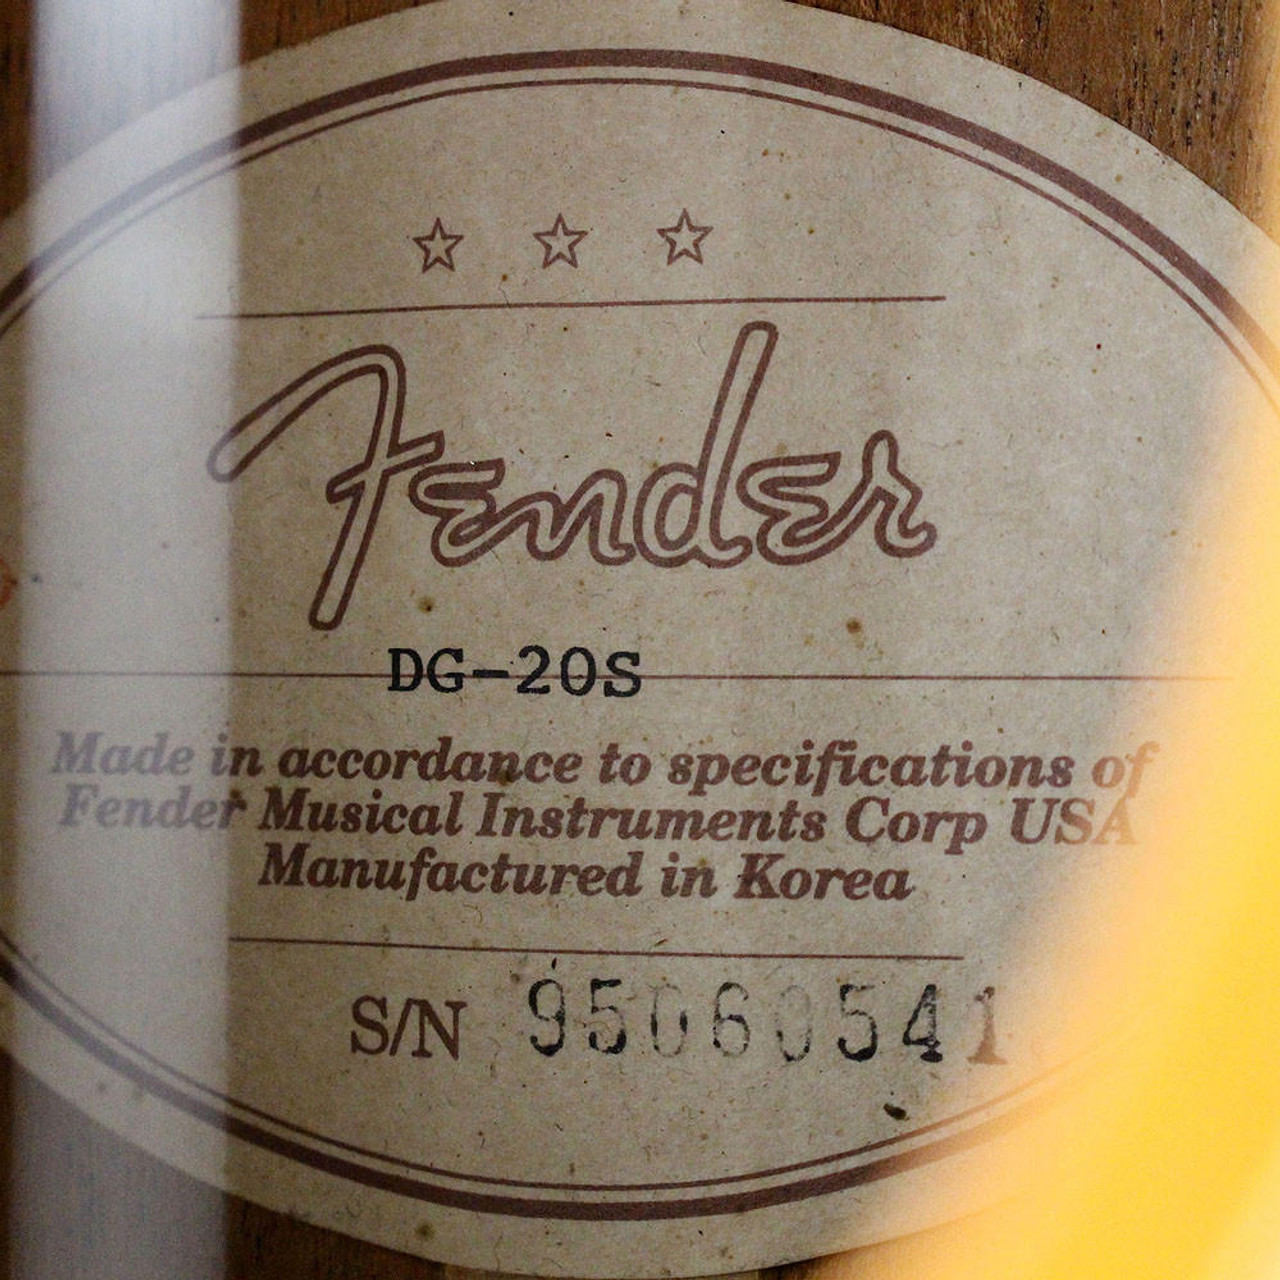 Fender
DG-20S
Made in accordance to specifications of
Fender Musical Instruments Corp USA
Manufactured in Korea
S/N 95060541